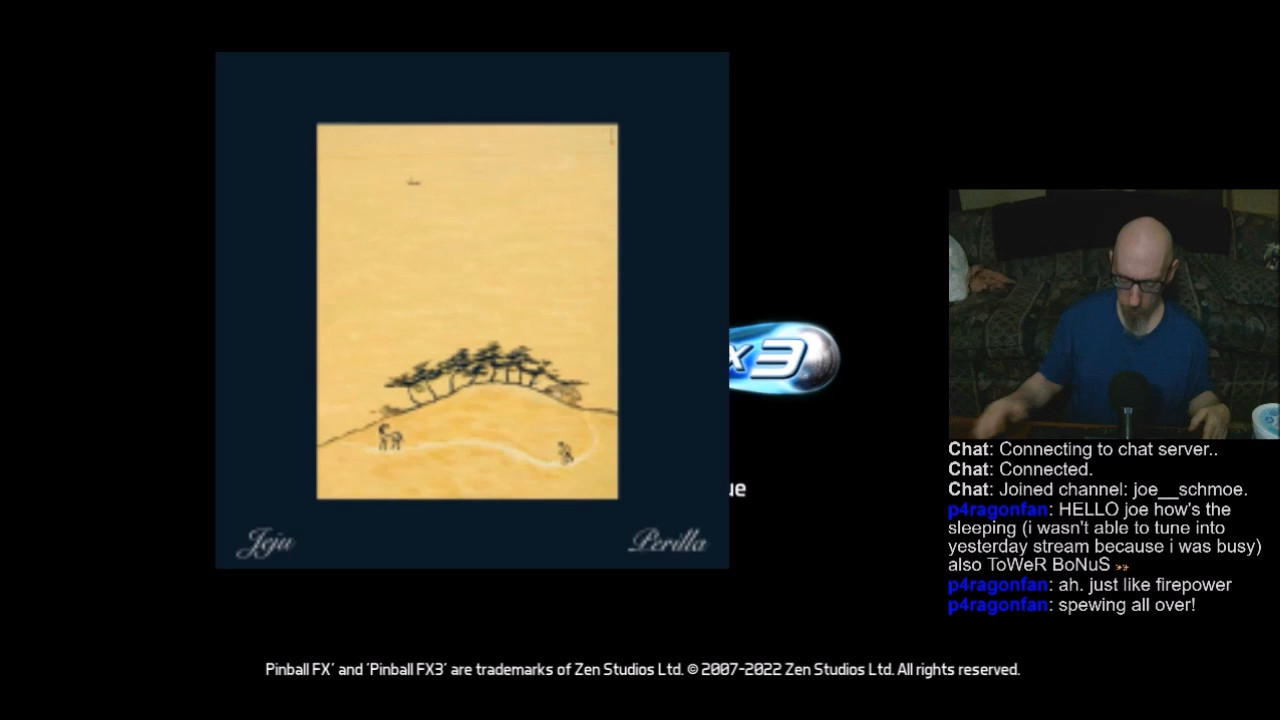 x3
ue
Jeju
Perilla
Pinball FX' and 'Pinball FX3' are trademarks of Zen Studios Ltd. © 2007-2022 Zen Studios Ltd. All rights reserved.
Chat: Connecting to chat server..
Chat: Connected.
Chat: Joined channel: joe__schmoe.
p4ragonfan: HELLO joe how's the
sleeping (i wasn't able to tune into
yesterday stream because i was busy)
also ToWeR BoNuS
p4ragonfan: ah. just like firepower
p4ragonfan: spewing all over!